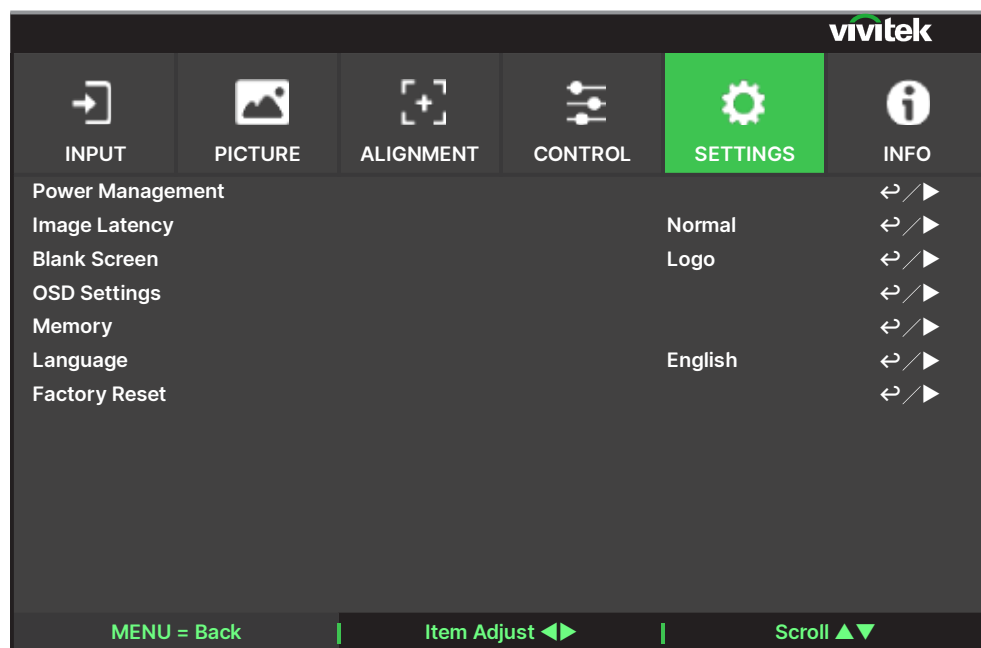 vivitek
INPUT PICTURE ALIGNMENT CONTROL SETTINGS INFO
Power Management ↩/▶
Image Latency Normal ↩/▶
Blank Screen Logo ↩/▶
OSD Settings ↩/▶
Memory ↩/▶
Language English ↩/▶
Factory Reset ↩/▶
MENU = Back Item Adjust ◀▶ Scroll ▲▼